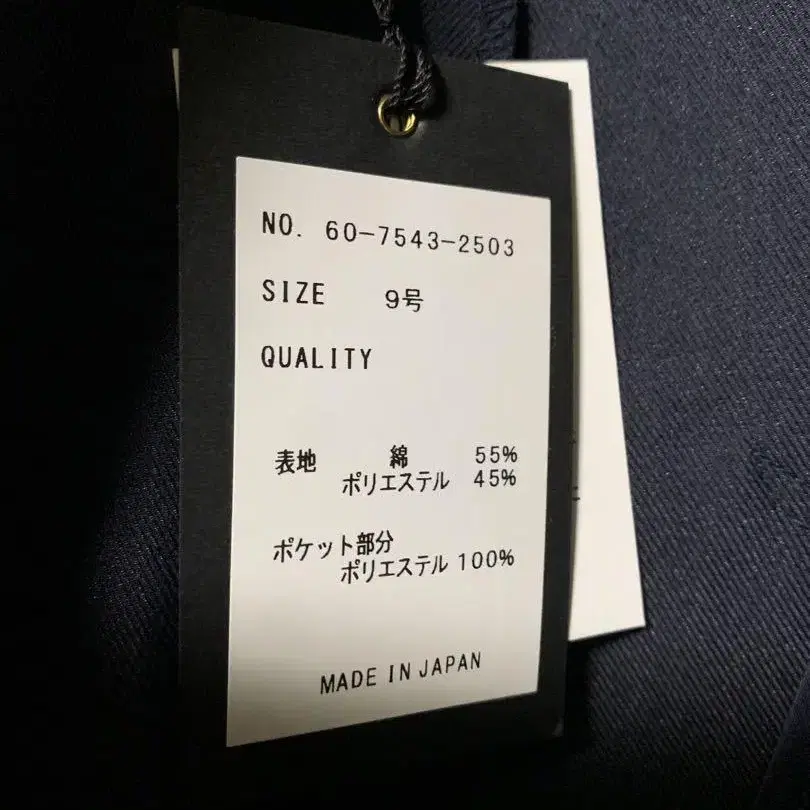 NO. 60-7543-2503
SIZE 9号
QUALITY
表地 綿 55%
ポリエステル 45%
ポケット部分
ポリエステル 100%
MADE IN JAPAN